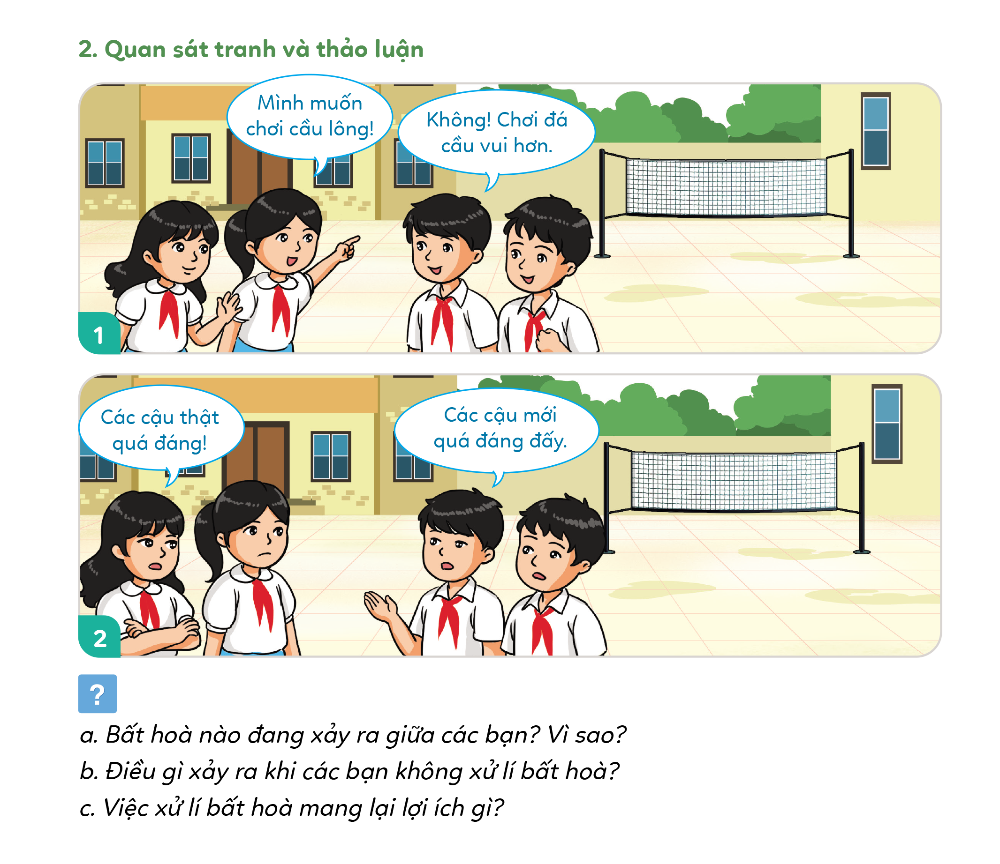 2. Quan sát tranh và thảo luận
Mình muốn
chơi cầu lông!
Không! Chơi đá
cầu vui hơn.
1
Các cậu thật
quá đáng!
Các cậu mới
quá đáng đấy.
2
?
a. Bất hoà nào đang xảy ra giữa các bạn? Vì sao?
b. Điều gì xảy ra khi các bạn không xử lí bất hoà?
c. Việc xử lí bất hoà mang lại lợi ích gì?